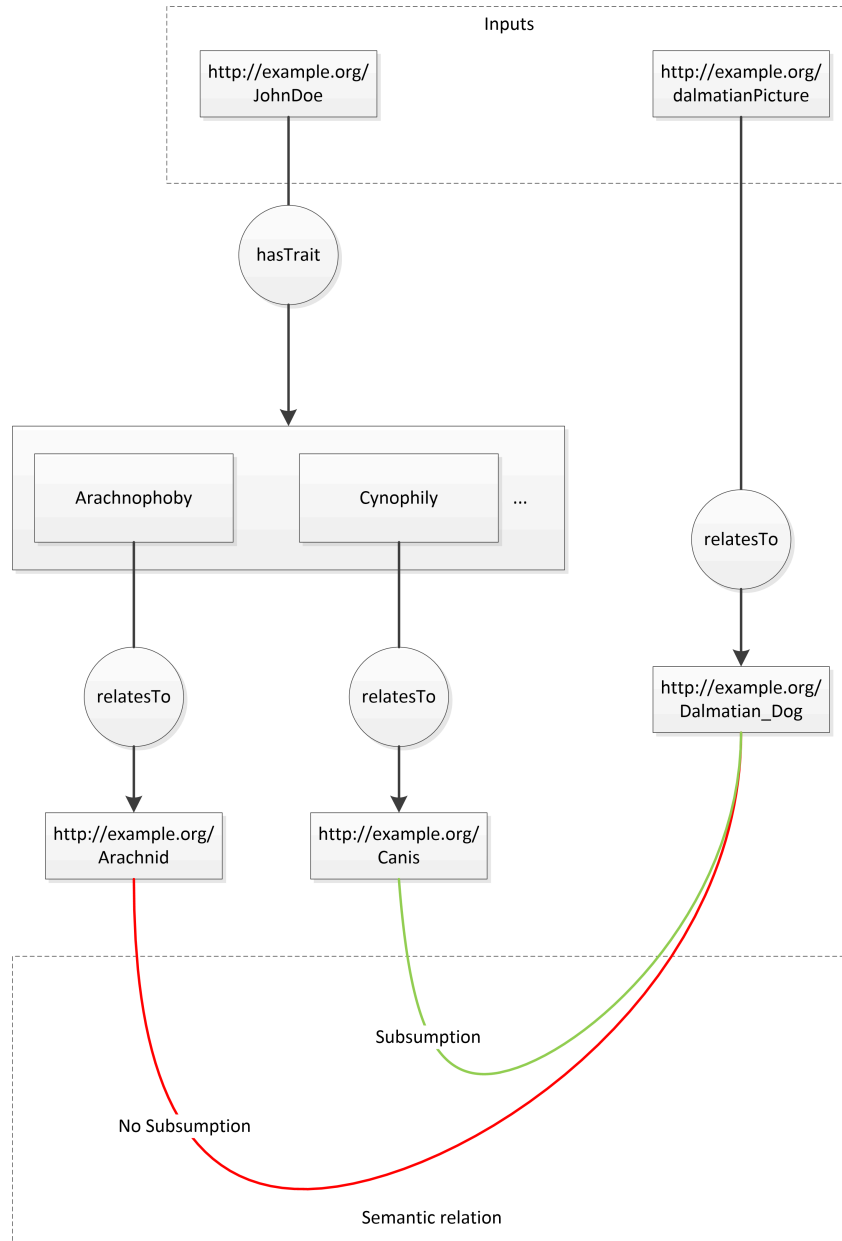 Inputs
http://example.org/
JohnDoe
http://example.org/
dalmatianPicture
hasTrait
Arachnophoby
Cynophily
...
relatesTo
relatesTo
relatesTo
http://example.org/
Dalmatian_Dog
http://example.org/
Arachnid
http://example.org/
Canis
Subsumption
No Subsumption
Semantic relation